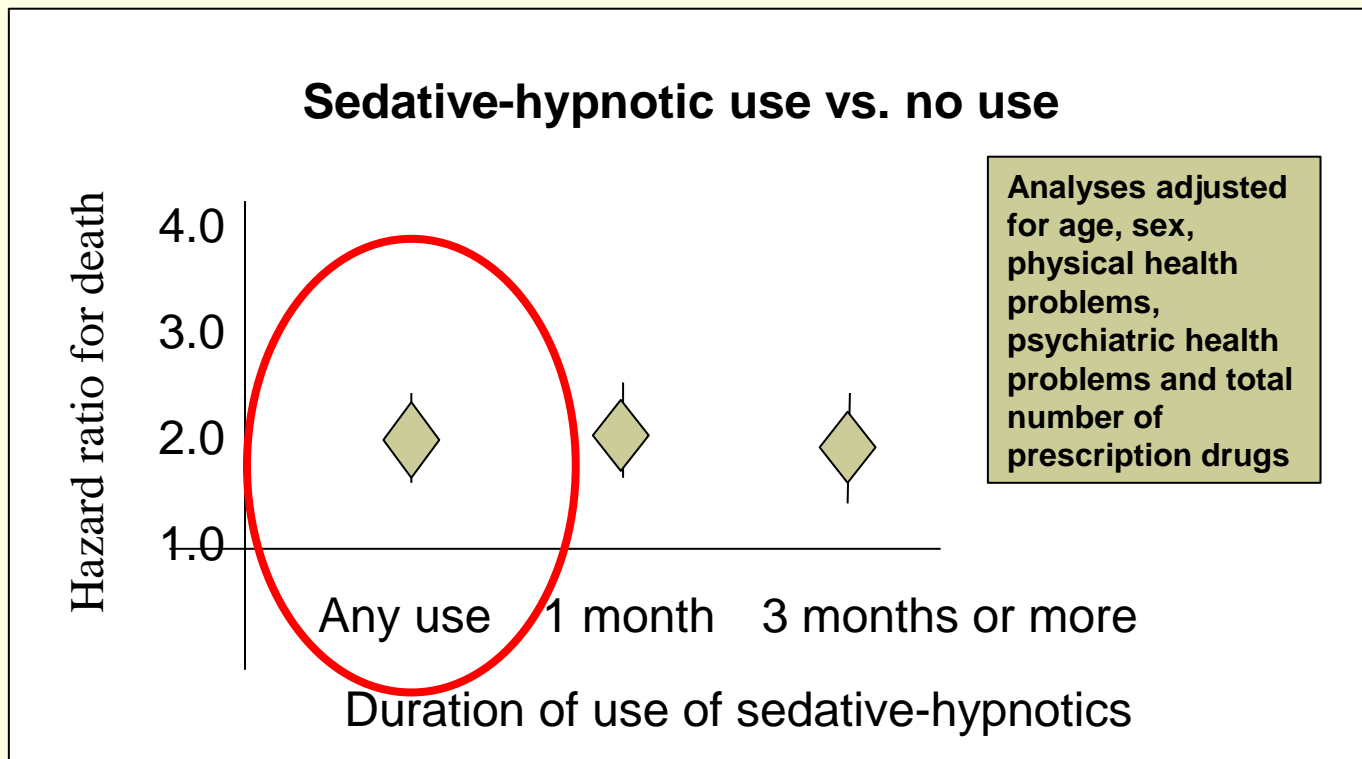 Sedative-hypnotic use vs. no use
Hazard ratio for death
4.0
3.0
2.0
1.0
Any use
1 month
3 months or more
Duration of use of sedative-hypnotics
Analyses adjusted
for age, sex,
physical health
problems,
psychiatric health
problems and total
number of
prescription drugs